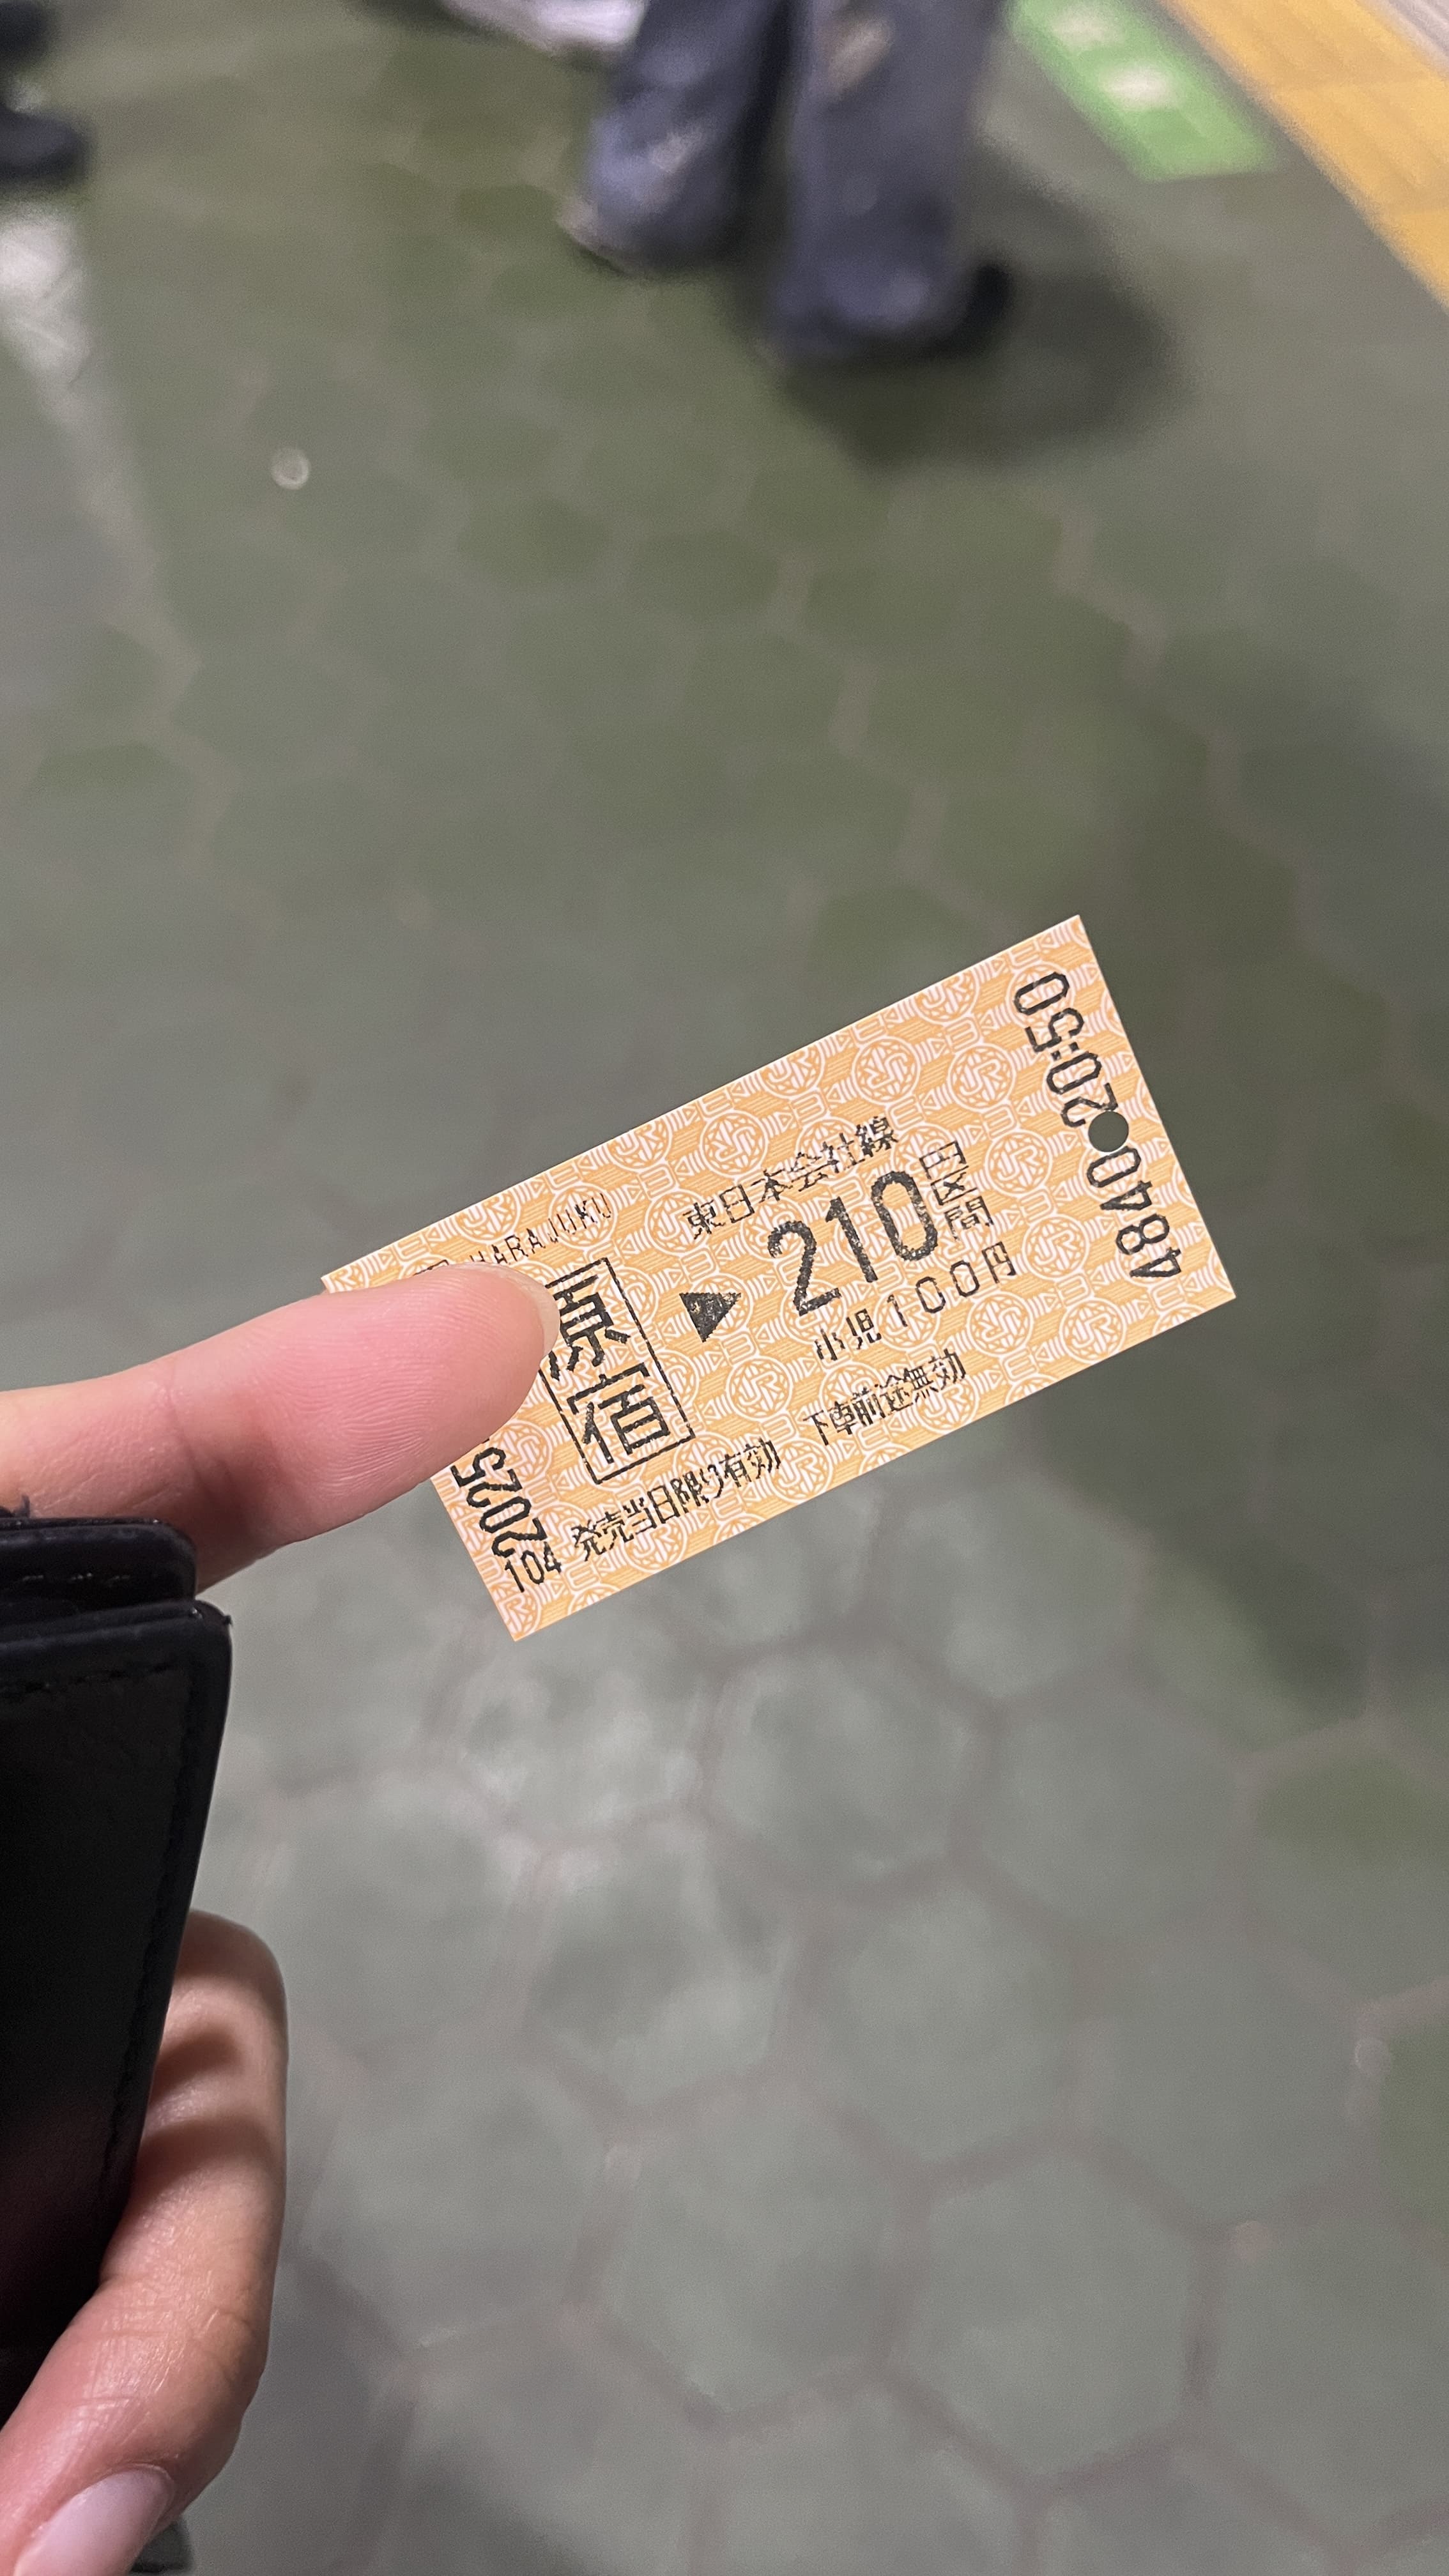 HARAJUKU
原宿
東日本会社線
▶ 210円区間
小児100円
発売当日限り有効 下車前途無効
2025
104
4840 20:50